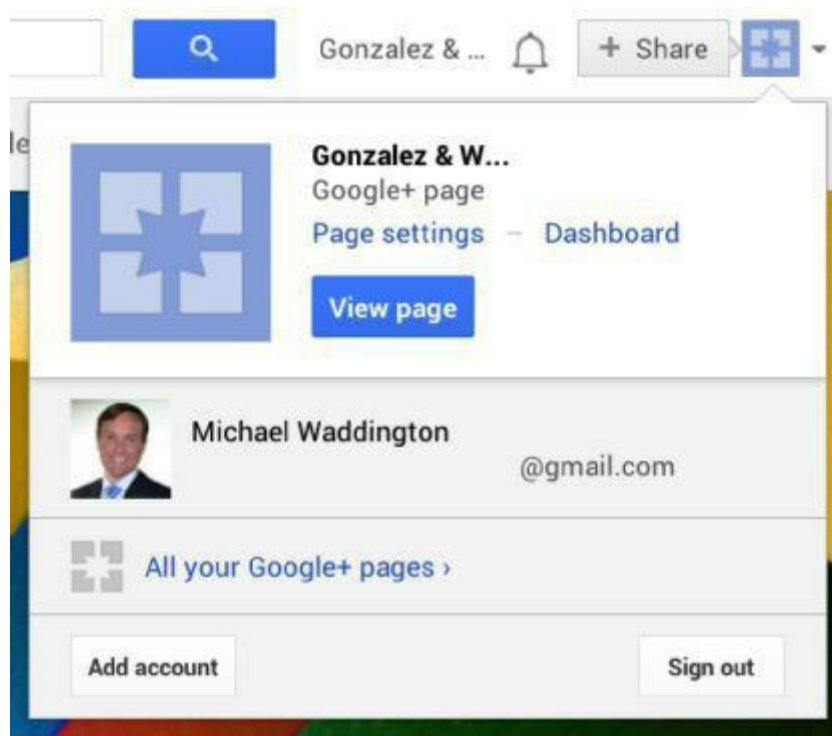 Gonzalez & ... + Share
le
Gonzalez & W...
Google+ page
Page settings – Dashboard
View page
Michael Waddington
@gmail.com
All your Google+ pages ›
Add account Sign out